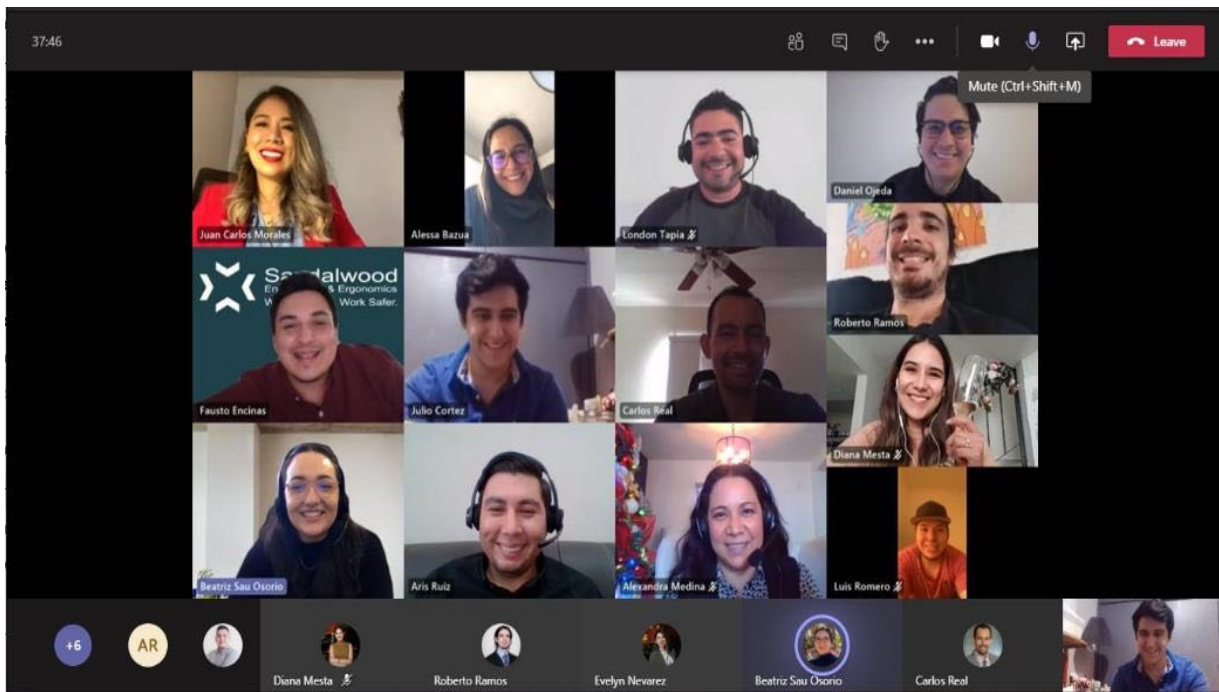 37:46
Leave
Mute (Ctrl+Shift+M)
Juan Carlos Morales
Alessa Bazua
London Tapia
Daniel Ojeda
Roberto Ramos
Sandalwood
& Ergonomics
Work Safer.
Fausto Encinas
Julio Cortez
Carlos Real
Diana Mesta
Beatriz Sau Osorio
Aris Ruiz
Alexandra Medina
Luis Romero
+6
AR
Diana Mesta
Roberto Ramos
Evelyn Nevarez
Beatriz Sau Osorio
Carlos Real